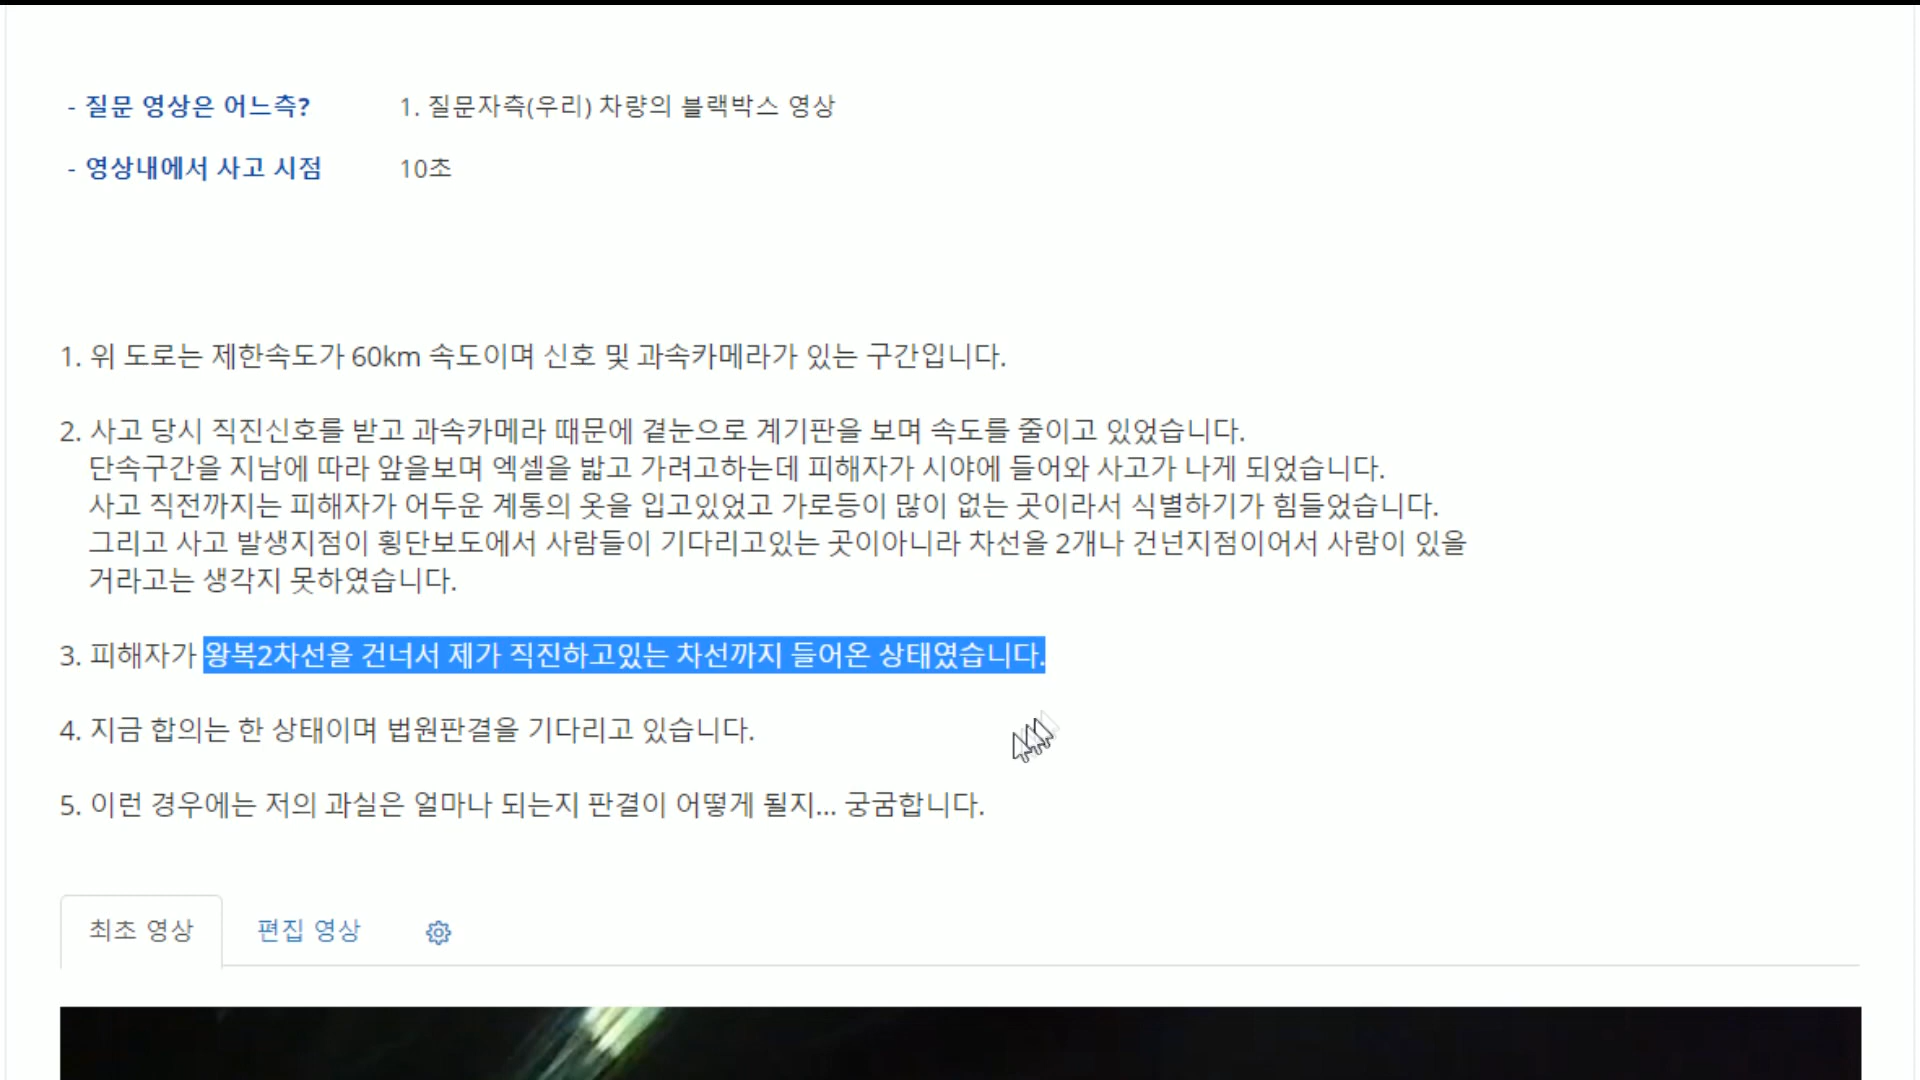 - 질문 영상은 어느측? 1. 질문자측(우리) 차량의 블랙박스 영상
- 영상내에서 사고 시점 10초
1. 위 도로는 제한속도가 60km 속도이며 신호 및 과속카메라가 있는 구간입니다.
2. 사고 당시 직진신호를 받고 과속카메라 때문에 곁눈으로 계기판을 보며 속도를 줄이고 있었습니다.
단속구간을 지남에 따라 앞을보며 엑셀을 밟고 가려고하는데 피해자가 시야에 들어와 사고가 나게 되었습니다.
사고 직전까지는 피해자가 어두운 계통의 옷을 입고있었고 가로등이 많이 없는 곳이라서 식별하기가 힘들었습니다.
그리고 사고 발생지점이 횡단보도에서 사람들이 기다리고있는 곳이아니라 차선을 2개나 건넌지점이어서 사람이 있을
거라고는 생각지 못하였습니다.
3. 피해자가 왕복2차선을 건너서 제가 직진하고있는 차선까지 들어온 상태였습니다.
4. 지금 합의는 한 상태이며 법원판결을 기다리고 있습니다.
5. 이런 경우에는 저의 과실은 얼마나 되는지 판결이 어떻게 될지... 궁굼합니다.
최초 영상 편집 영상